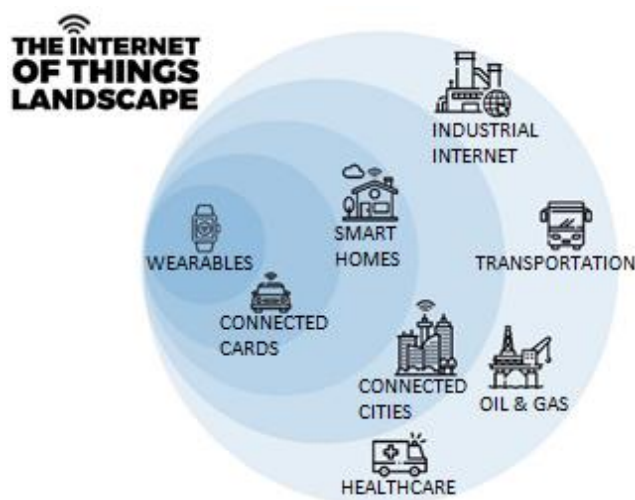 THE INTERNET
OF THINGS
LANDSCAPE
INDUSTRIAL
INTERNET
SMART
HOMES
WEARABLES
TRANSPORTATION
CONNECTED
CARDS
CONNECTED
CITIES
OIL & GAS
HEALTHCARE